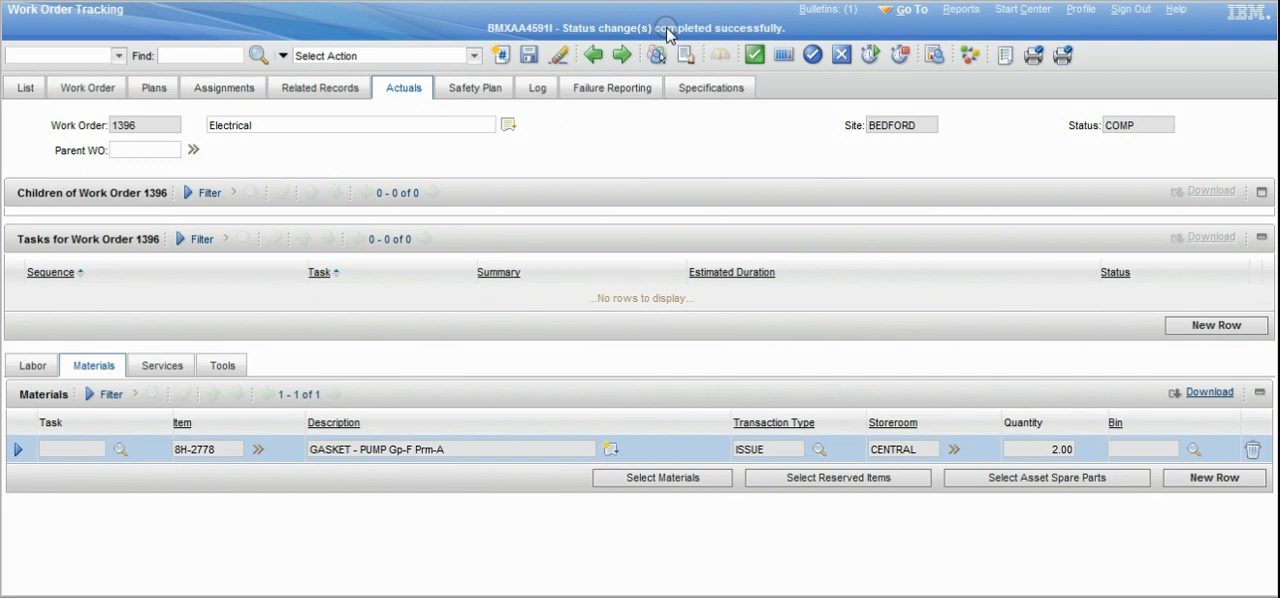 Work Order Tracking
Bulletins: (1) Go To Reports Start Center Profile Sign Out Help IBM.
BMXAA4591I - Status change(s) completed successfully.
Find: Select Action
List Work Order Plans Assignments Related Records Actuals Safety Plan Log Failure Reporting Specifications
Work Order: 1396 Electrical Site: BEDFORD Status: COMP
Parent WO:
Children of Work Order 1396 Filter 0 - 0 of 0 Download
Tasks for Work Order 1396 Filter 0 - 0 of 0 Download
Sequence Task Summary Estimated Duration Status
...No rows to display...
New Row
Labor Materials Services Tools
Materials Filter 1 - 1 of 1 Download
Task Item Description Transaction Type Storeroom Quantity Bin
8H-2778 GASKET - PUMP Gp-F Prm-A ISSUE CENTRAL 2.00
Select Materials Select Reserved Items Select Asset Spare Parts New Row